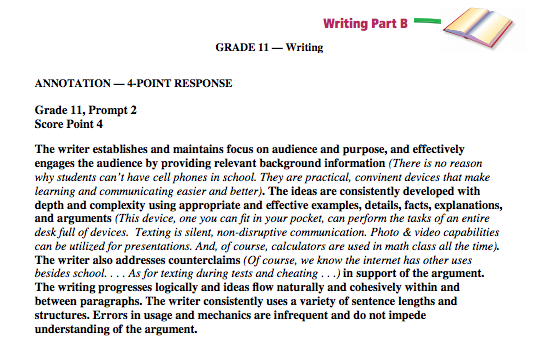 Writing Part B
GRADE 11 — Writing
ANNOTATION — 4-POINT RESPONSE
Grade 11, Prompt 2
Score Point 4
The writer establishes and maintains focus on audience and purpose, and effectively
engages the audience by providing relevant background information (There is no reason
why students can't have cell phones in school. They are practical, convinent devices that make
learning and communicating easier and better). The ideas are consistently developed with
depth and complexity using appropriate and effective examples, details, facts, explanations,
and arguments (This device, one you can fit in your pocket, can perform the tasks of an entire
desk full of devices. Texting is silent, non-disruptive communication. Photo & video capabilities
can be utilized for presentations. And, of course, calculators are used in math class all the time).
The writer also addresses counterclaims (Of course, we know the internet has other uses
besides school. . . . As for texting during tests and cheating . . .) in support of the argument.
The writing progresses logically and ideas flow naturally and cohesively within and
between paragraphs. The writer consistently uses a variety of sentence lengths and
structures. Errors in usage and mechanics are infrequent and do not impede
understanding of the argument.